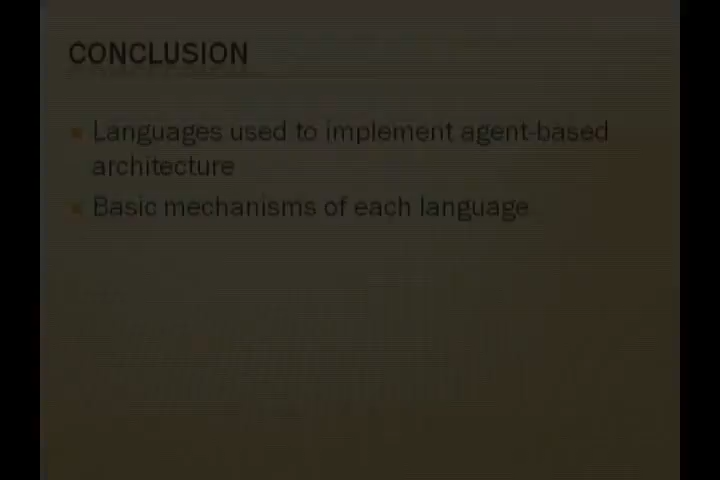 CONCLUSION
Languages used to implement agent-based
architecture
Basic mechanisms of each language